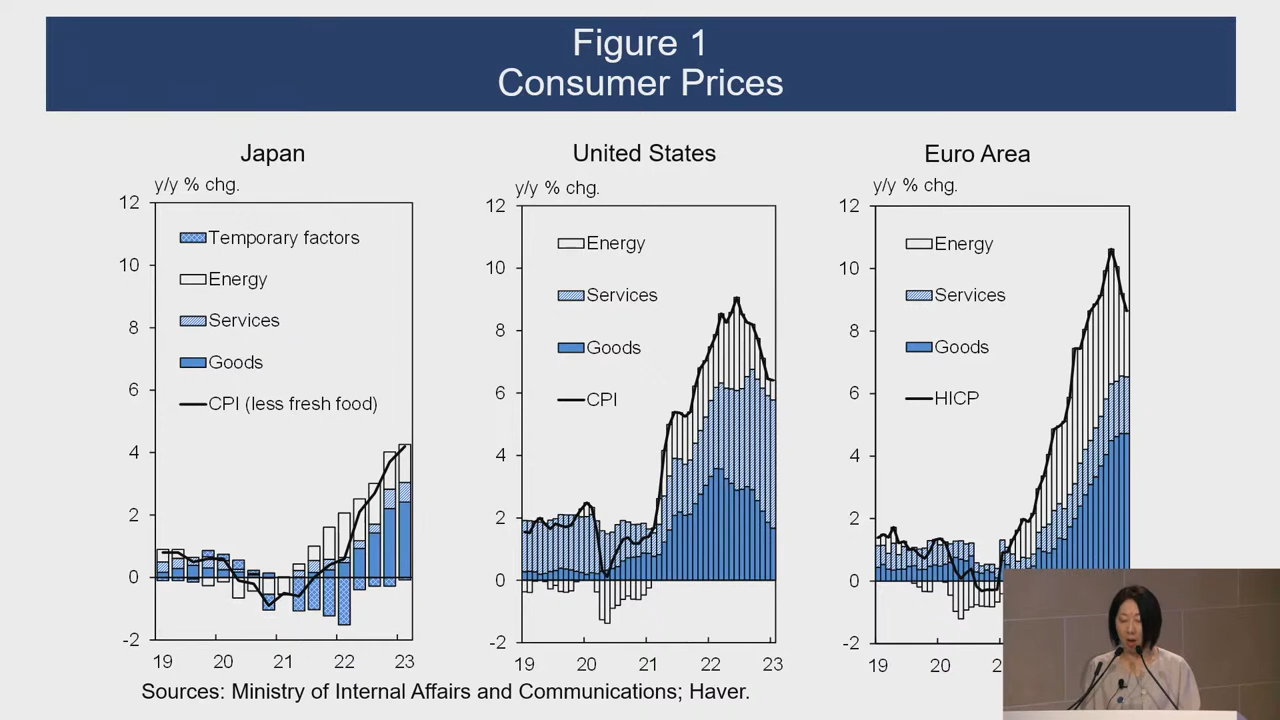 Figure 1
Consumer Prices
Japan
y/y % chg.
12
10
8
6
4
2
0
-2
Temporary factors
Energy
Services
Goods
CPI (less fresh food)
19 20 21 22 23
United States
y/y % chg.
12
10
8
6
4
2
0
-2
Energy
Services
Goods
CPI
19 20 21 22 23
Euro Area
y/y % chg.
12
10
8
6
4
2
0
-2
Energy
Services
Goods
HICP
19 20
Sources: Ministry of Internal Affairs and Communications; Haver.